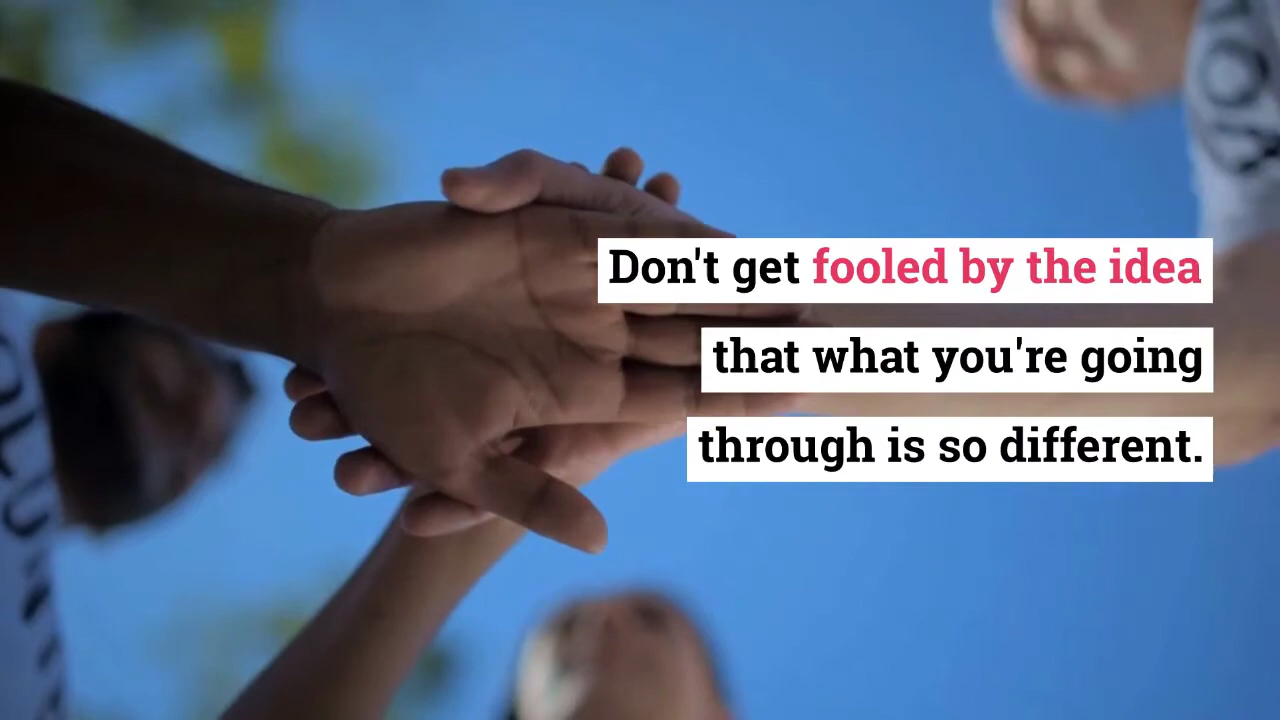 Don't get fooled by the idea
that what you're going
through is so different.